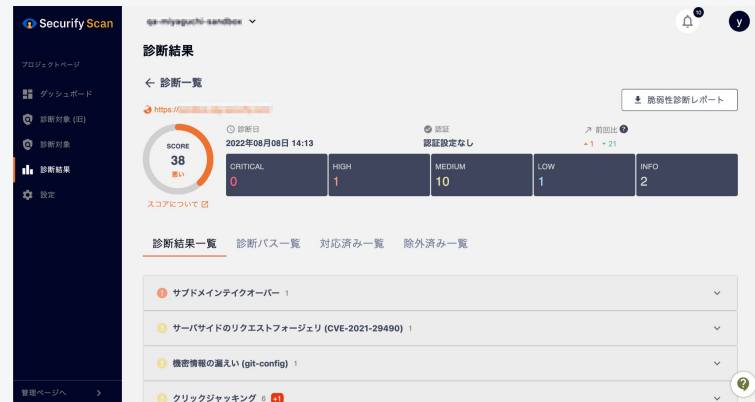 Securify Scan
プロジェクトページ
ダッシュボード
診断対象 (旧)
診断対象
診断結果
設定
管理ページへ
10
y
診断結果
診断一覧
脆弱性診断レポート
https://
SCORE
38
悪い
スコアについて
診断日
2022年08月08日 14:13
認証
認証設定なし
前回比
1 21
CRITICAL
0
HIGH
1
MEDIUM
10
LOW
1
INFO
2
診断結果一覧 診断パス一覧 対応済み一覧 除外済み一覧
サブドメインテイクオーバー 1
サーバサイドのリクエストフォージェリ (CVE-2021-29490) 1
機密情報の漏えい (git-config) 1
クリックジャッキング 6 +1